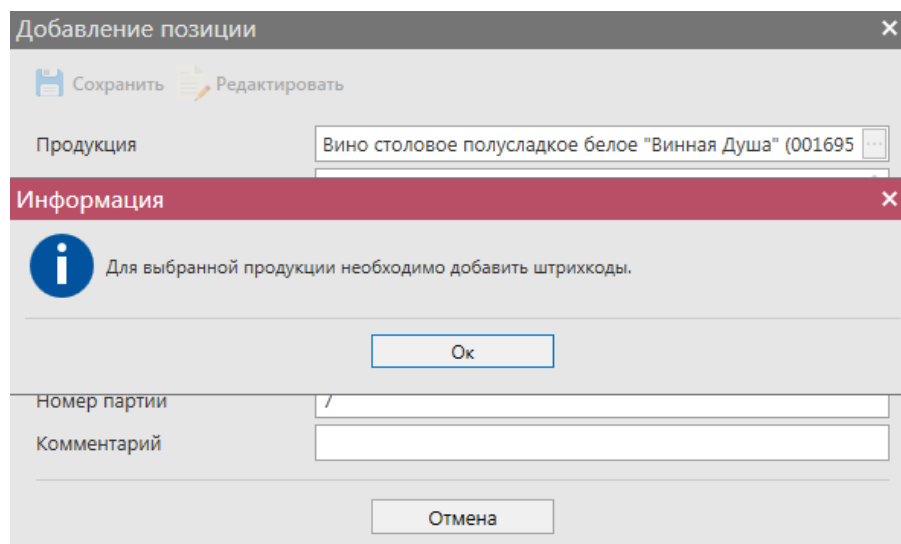 Добавление позиции
Сохранить Редактировать
Продукция Вино столовое полусладкое белое "Винная Душа" (001695
Информация
Для выбранной продукции необходимо добавить штрихкоды.
Ок
Номер партии 7
Комментарий
Отмена